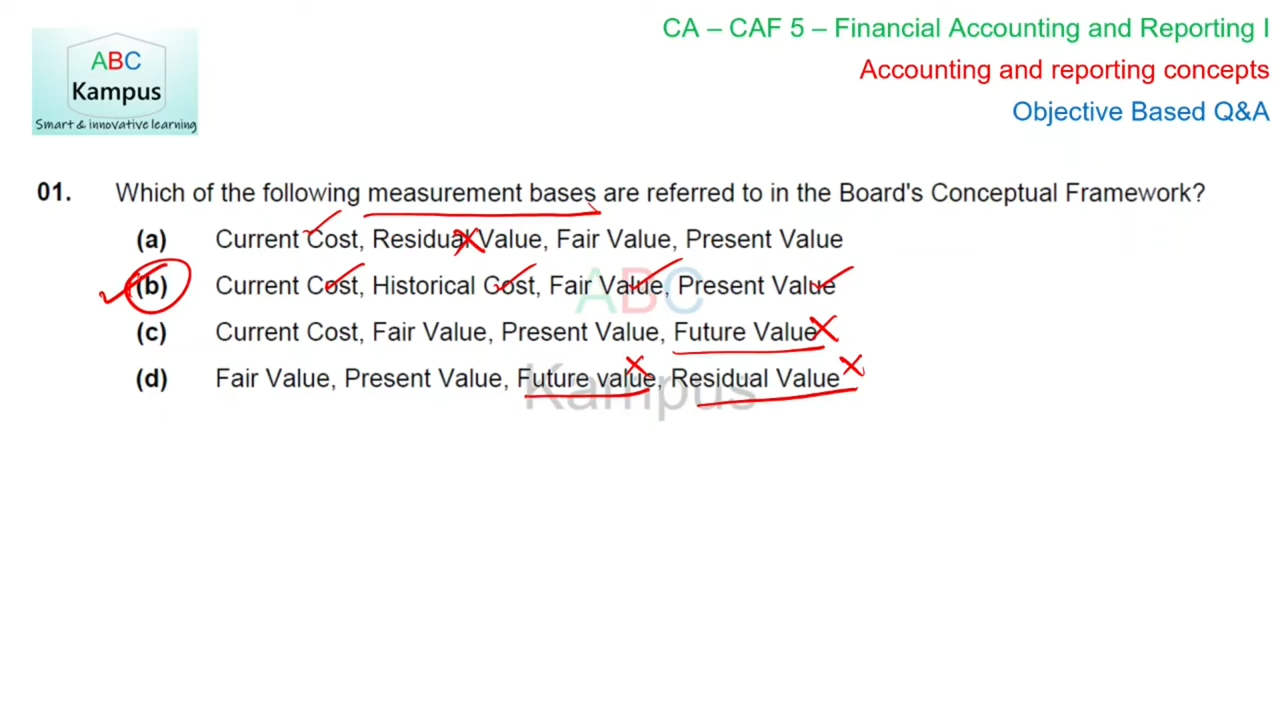 CA – CAF 5 – Financial Accounting and Reporting I
ABC
Kampus
Smart & innovative learning
Accounting and reporting concepts
Objective Based Q&A
01. Which of the following measurement bases are referred to in the Board's Conceptual Framework?
(a) Current Cost, Residual Value, Fair Value, Present Value
(b) Current Cost, Historical Cost, Fair Value, Present Value
(c) Current Cost, Fair Value, Present Value, Future Value
(d) Fair Value, Present Value, Future value, Residual Value
ABC
Kampus